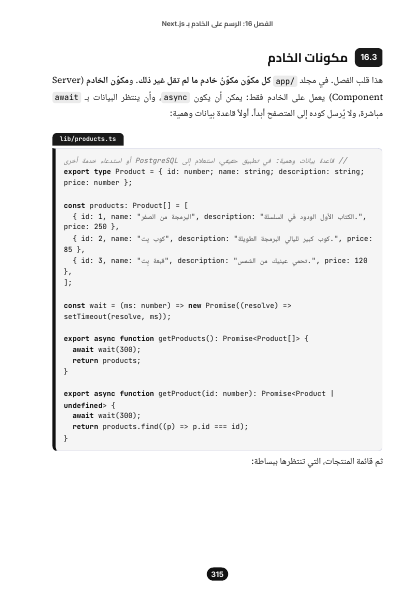 الفصل 16: الرسم على الخادم بـ Next.js
16.3 مكونات الخادم
هذا قلب الفصل. في مجلد app/ كل مكوّن مكوّنُ خادم ما لم تقل غير ذلك. ومكوّن الخادم (Server
Component) يعمل على الخادم فقط: يمكن أن يكون async، وأن ينتظر البيانات بـ await
مباشرة، ولا يُرسل كوده إلى المتصفح أبداً. أولاً قاعدة بيانات وهمية:
lib/products.ts
// قاعدة بيانات وهمية: في تطبيق حقيقي، استعلام إلى PostgreSQL أو استدعاء خدمة أخرى
export type Product = { id: number; name: string; description: string;
price: number };
const products: Product[] = [
{ id: 1, name: "البرمجة من الصفر", description: "الكتاب الأول الودود في السلسلة.",
price: 250 },
{ id: 2, name: "كوب بت", description: "كوب كبير لليالي البرمجة الطويلة.", price:
85 },
{ id: 3, name: "قبعة بت", description: "تحمي عينيك من الشمس.", price: 120
},
];
const wait = (ms: number) => new Promise((resolve) =>
setTimeout(resolve, ms));
export async function getProducts(): Promise<Product[]> {
await wait(300);
return products;
}
export async function getProduct(id: number): Promise<Product |
undefined> {
await wait(300);
return products.find((p) => p.id === id);
}
ثم قائمة المنتجات، التي تنتظرها ببساطة:
315